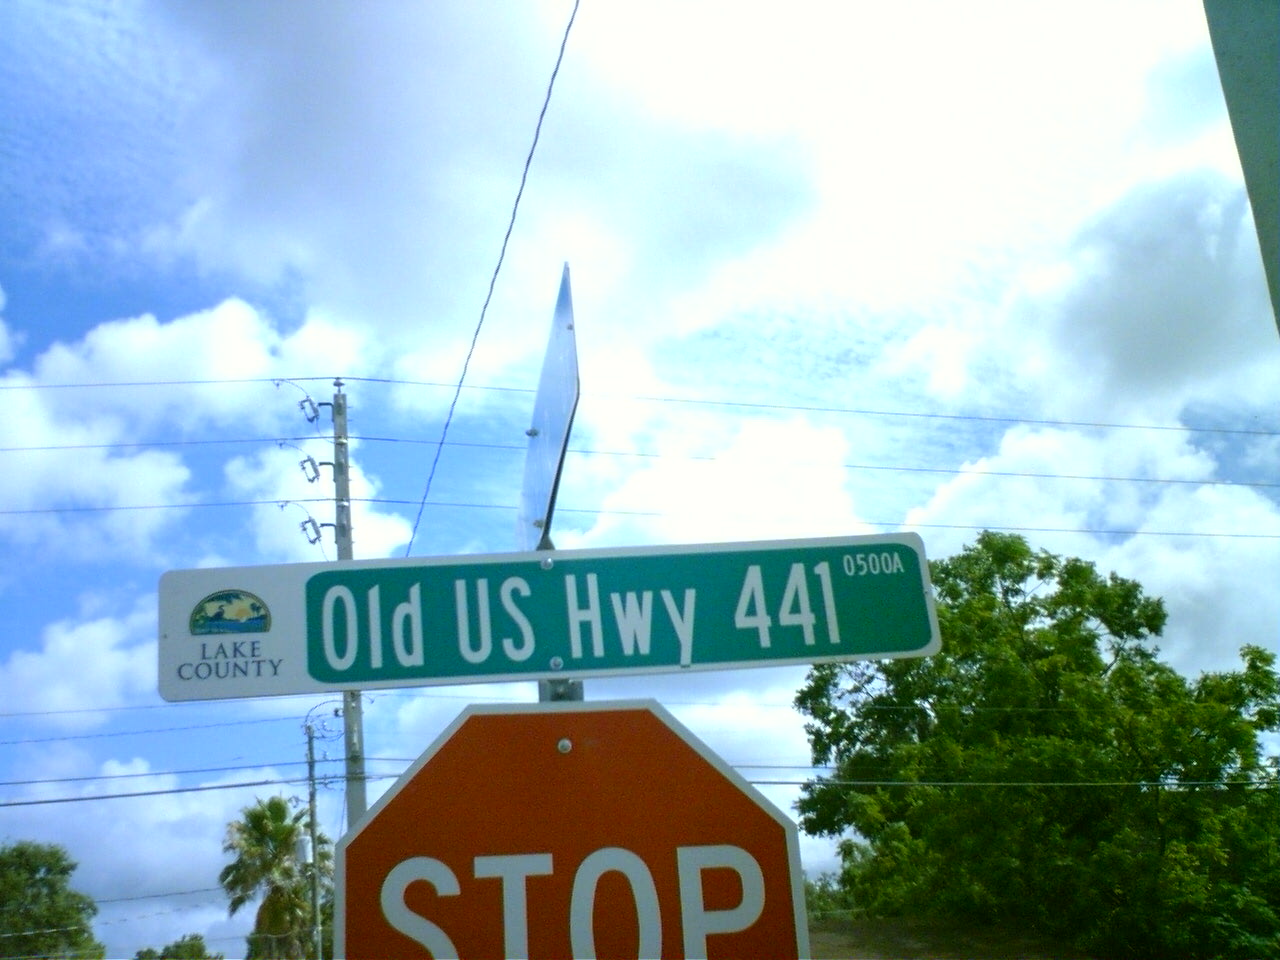 Old US Hwy 441 0500A
LAKE
COUNTY
STOP